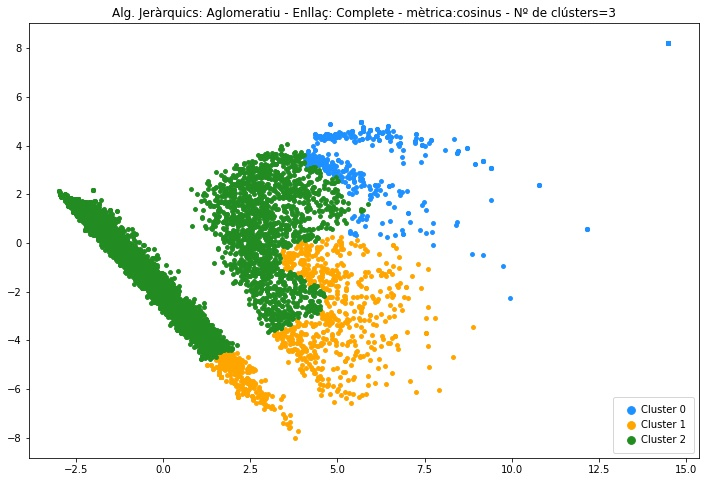 Alg. Jeràrquics: Aglomeratiu - Enllaç: Complete - mètrica:cosinus - Nº de clústers=3
8
6
4
2
0
−2
−4
−6
−8
−2.5 0.0 2.5 5.0 7.5 10.0 12.5 15.0
Cluster 0
Cluster 1
Cluster 2